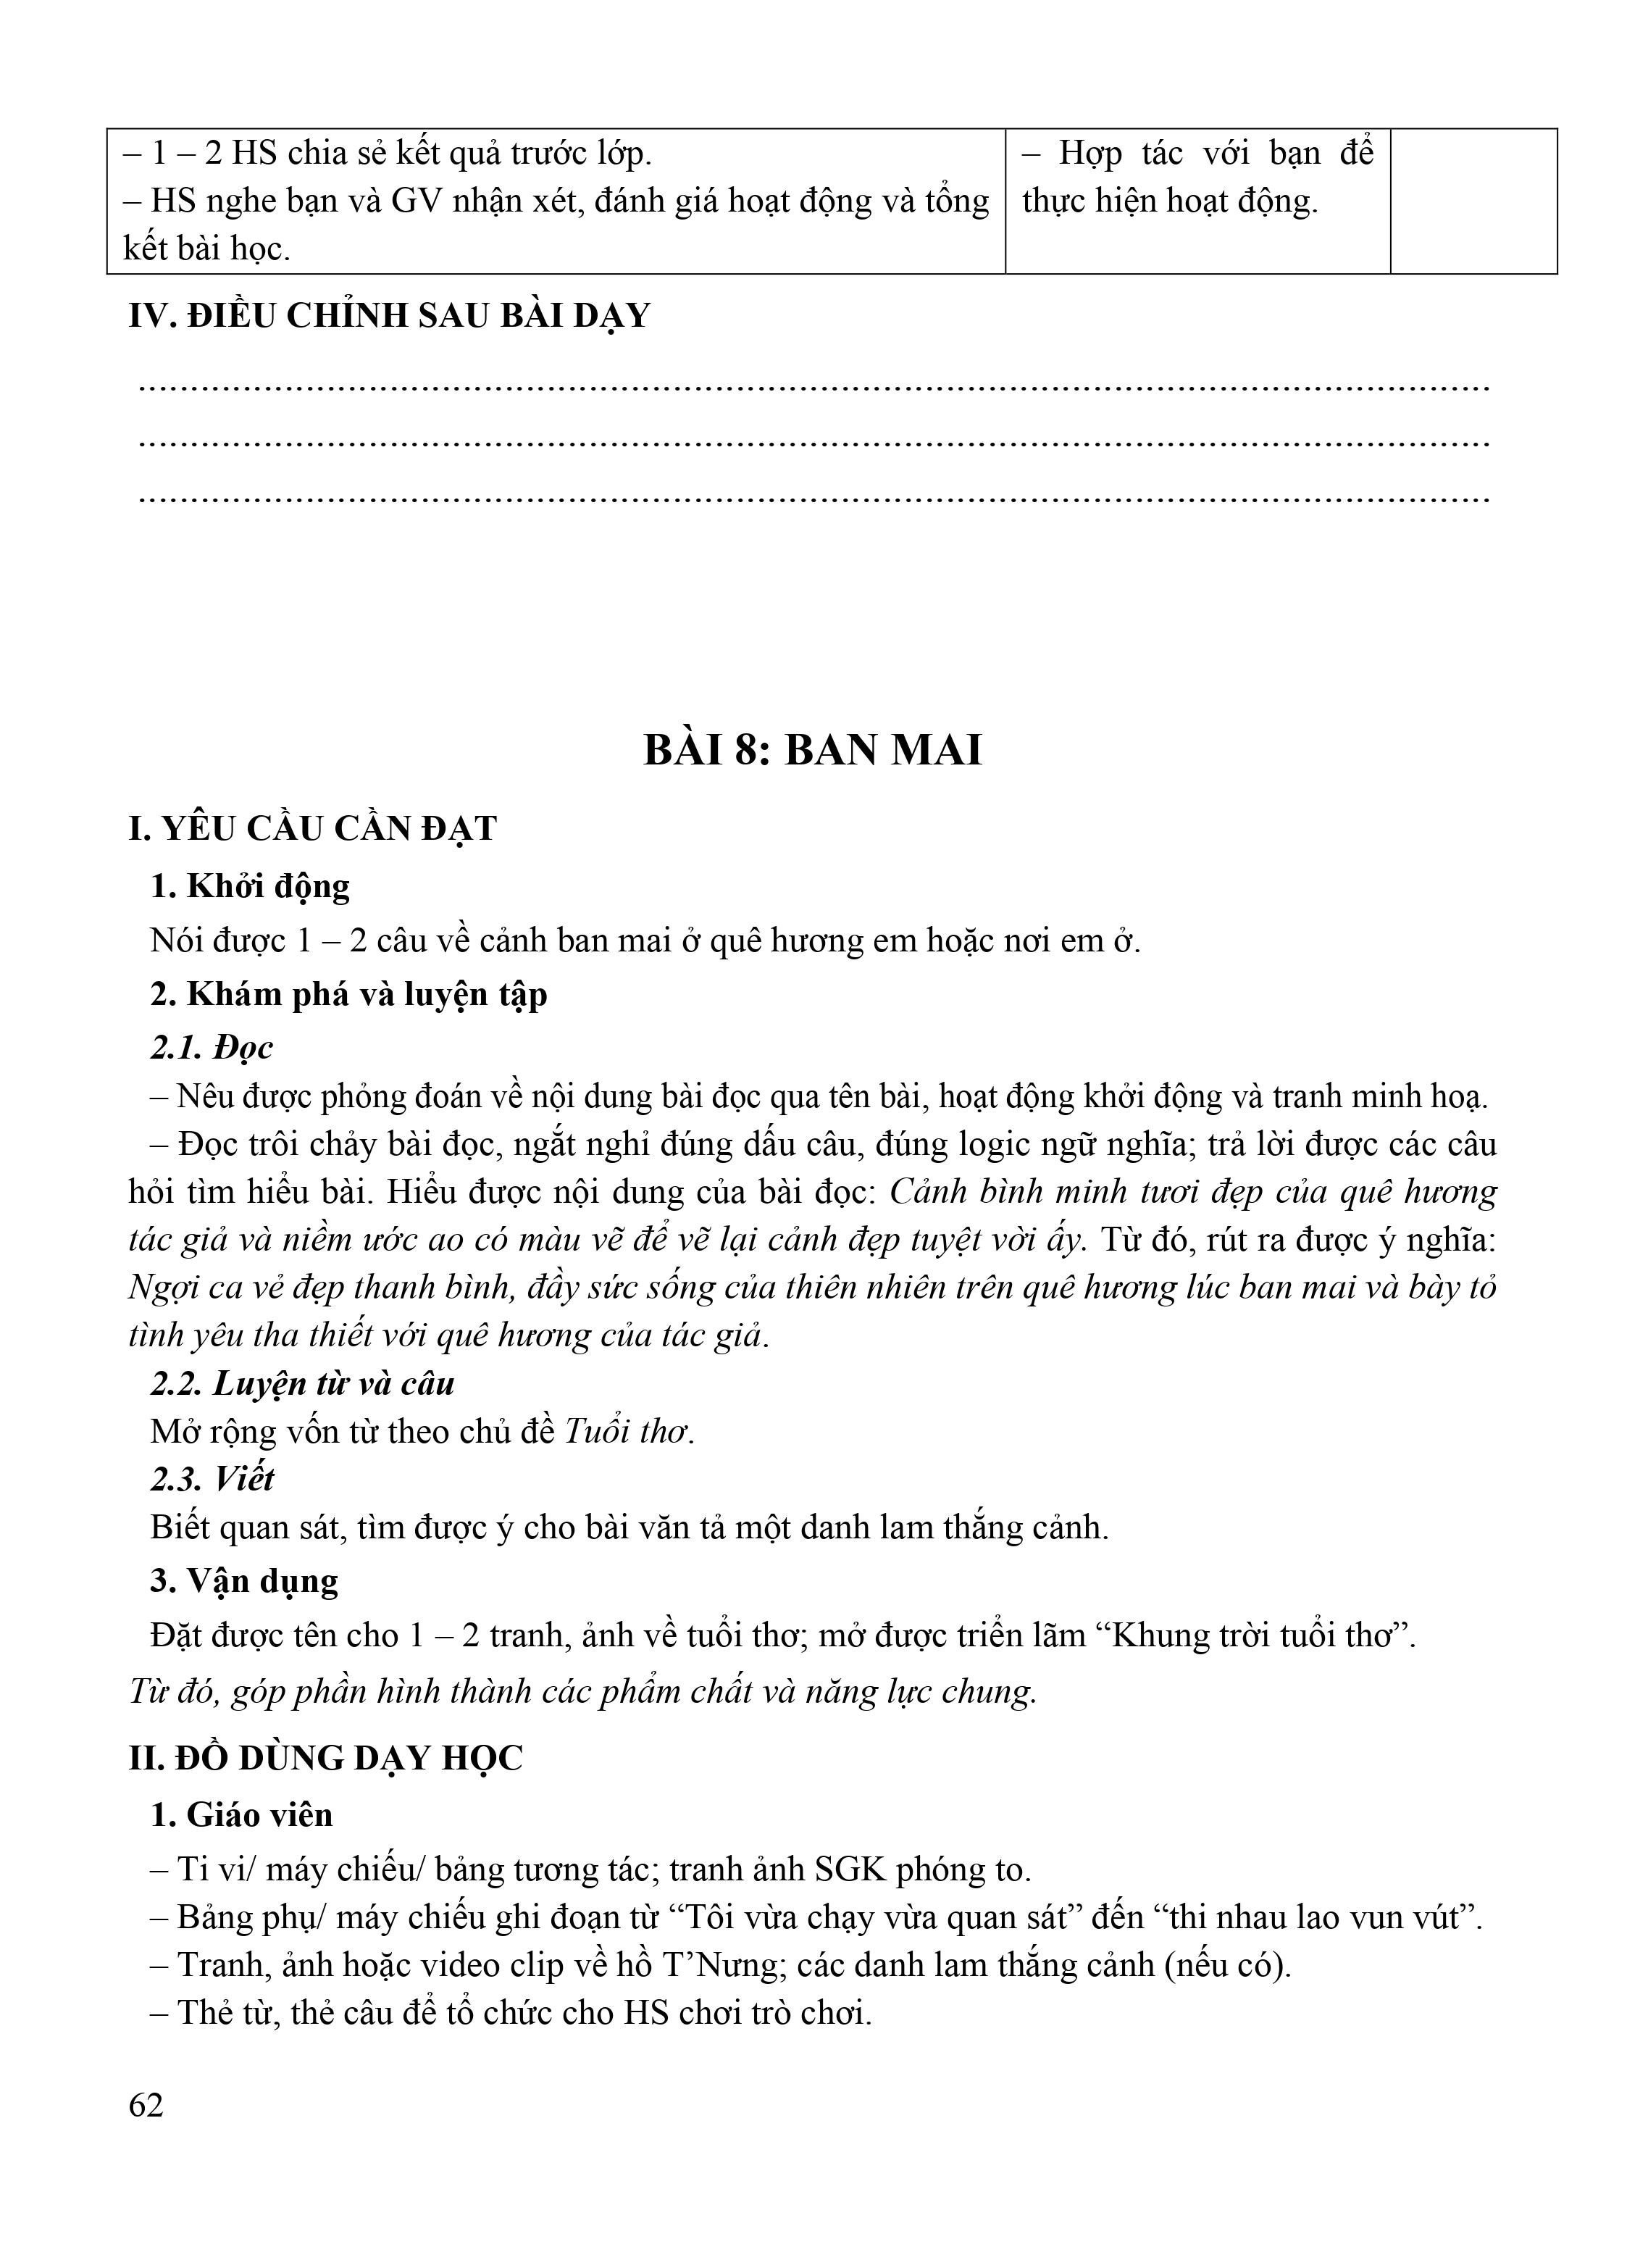 – 1 – 2 HS chia sẻ kết quả trước lớp.
– HS nghe bạn và GV nhận xét, đánh giá hoạt động và tổng
kết bài học.
– Hợp tác với bạn để
thực hiện hoạt động.
IV. ĐIỀU CHỈNH SAU BÀI DẠY
................................................................................................................................
................................................................................................................................
................................................................................................................................
BÀI 8: BAN MAI
I. YÊU CẦU CẦN ĐẠT
1. Khởi động
Nói được 1 – 2 câu về cảnh ban mai ở quê hương em hoặc nơi em ở.
2. Khám phá và luyện tập
2.1. Đọc
– Nêu được phỏng đoán về nội dung bài đọc qua tên bài, hoạt động khởi động và tranh minh hoạ.
– Đọc trôi chảy bài đọc, ngắt nghỉ đúng dấu câu, đúng logic ngữ nghĩa; trả lời được các câu
hỏi tìm hiểu bài. Hiểu được nội dung của bài đọc: Cảnh bình minh tươi đẹp của quê hương
tác giả và niềm ước ao có màu vẽ để vẽ lại cảnh đẹp tuyệt vời ấy. Từ đó, rút ra được ý nghĩa:
Ngợi ca vẻ đẹp thanh bình, đầy sức sống của thiên nhiên trên quê hương lúc ban mai và bày tỏ
tình yêu tha thiết với quê hương của tác giả.
2.2. Luyện từ và câu
Mở rộng vốn từ theo chủ đề Tuổi thơ.
2.3. Viết
Biết quan sát, tìm được ý cho bài văn tả một danh lam thắng cảnh.
3. Vận dụng
Đặt được tên cho 1 – 2 tranh, ảnh về tuổi thơ; mở được triển lãm “Khung trời tuổi thơ”.
Từ đó, góp phần hình thành các phẩm chất và năng lực chung.
II. ĐỒ DÙNG DẠY HỌC
1. Giáo viên
– Ti vi/ máy chiếu/ bảng tương tác; tranh ảnh SGK phóng to.
– Bảng phụ/ máy chiếu ghi đoạn từ “Tôi vừa chạy vừa quan sát” đến “thi nhau lao vun vút”.
– Tranh, ảnh hoặc video clip về hồ T’Nưng; các danh lam thắng cảnh (nếu có).
– Thẻ từ, thẻ câu để tổ chức cho HS chơi trò chơi.
62